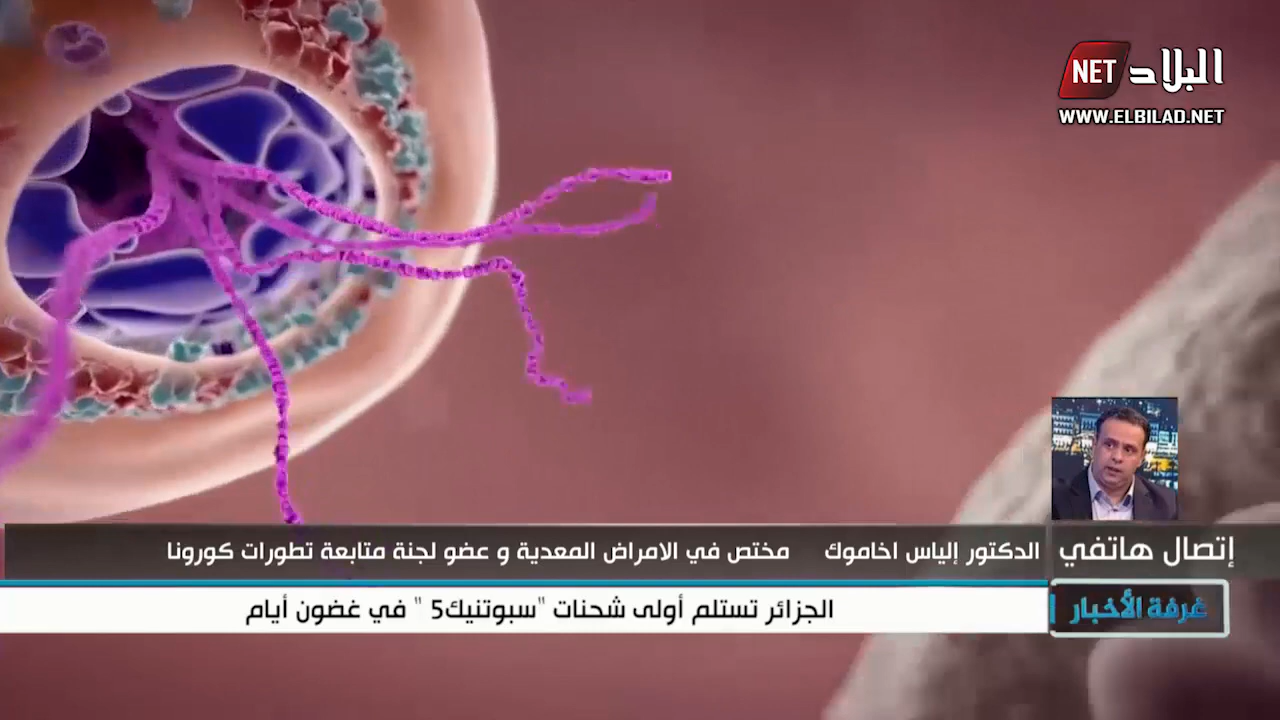 البلاد NET
WWW.ELBILAD.NET
إتصال هاتفي الدكتور إلياس اخاموك مختص في الامراض المعدية و عضو لجنة متابعة تطورات كورونا
غرفة الأخبار الجزائر تستلم أولى شحنات "سبوتنيك5 " في غضون أيام